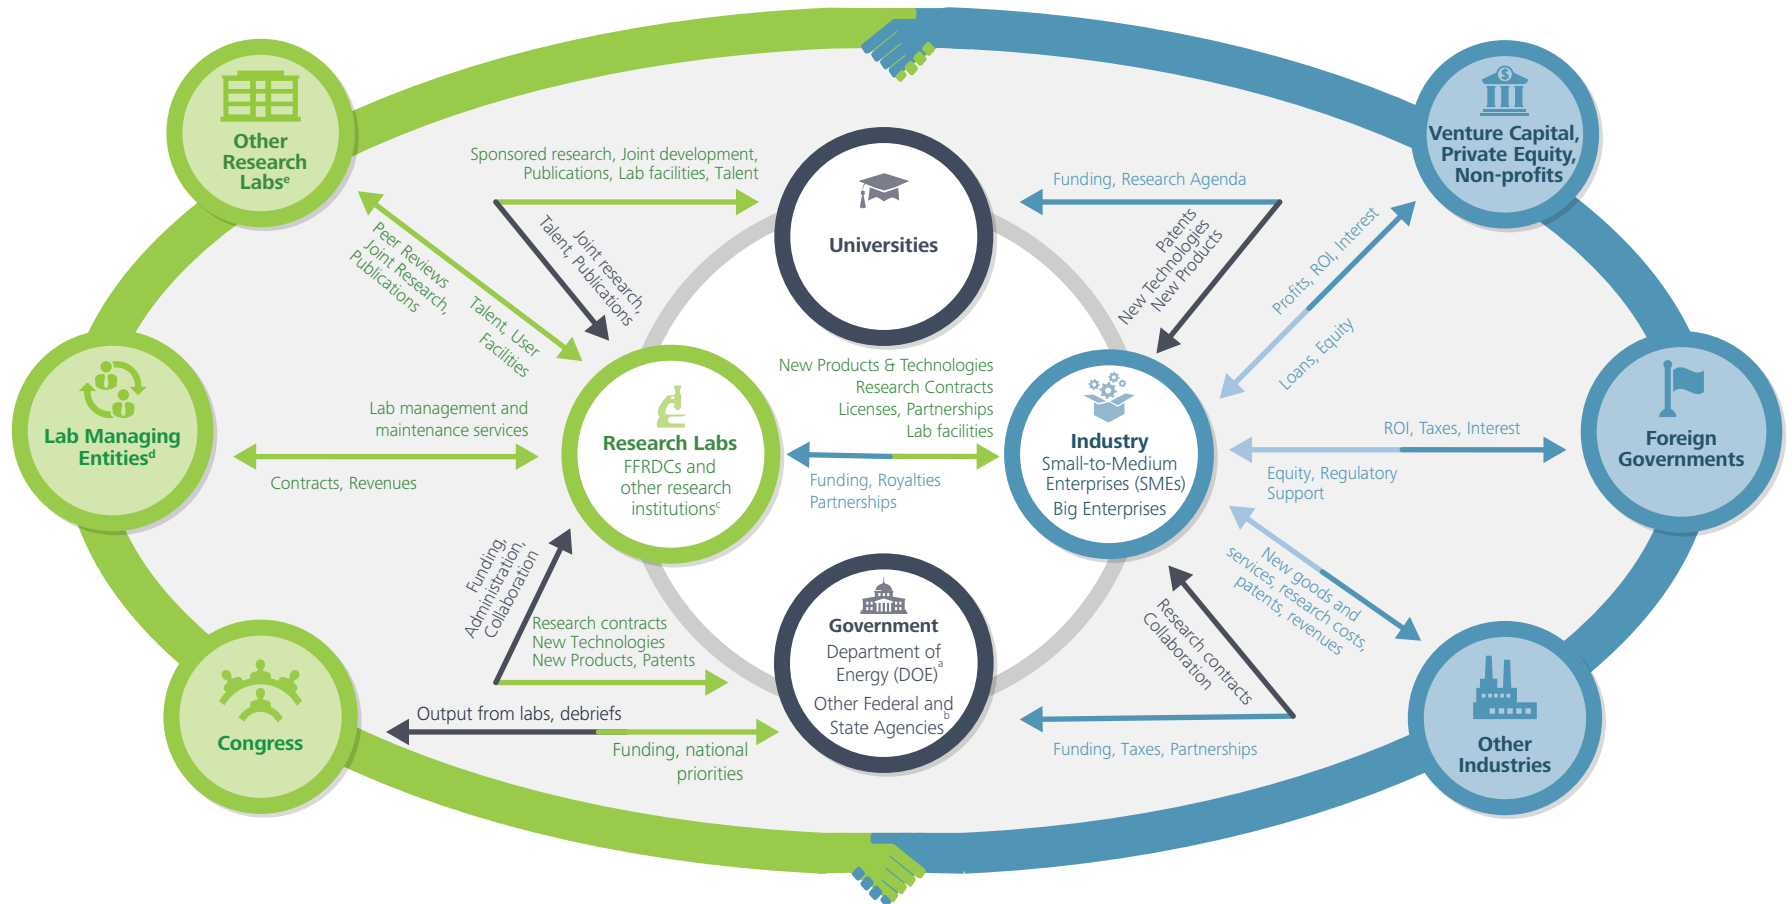 Other
Research
Labsᵉ
Venture Capital,
Private Equity,
Non-profits
Sponsored research, Joint development,
Publications, Lab facilities, Talent
Joint research,
Talent, Publications
Universities
Funding, Research Agenda
Patents
New Technologies
New Products
Peer Reviews
Joint Research,
Publications
Talent, User
Facilities
Profits, ROI, Interest
Loans, Equity
Lab Managing
Entitiesᵈ
Lab management and
maintenance services
Contracts, Revenues
Research Labs
FFRDCs and
other research
institutionsᶜ
New Products & Technologies
Research Contracts
Licenses, Partnerships
Lab facilities
Funding, Royalties
Partnerships
Industry
Small-to-Medium
Enterprises (SMEs)
Big Enterprises
ROI, Taxes, Interest
Equity, Regulatory
Support
Foreign
Governments
Funding,
Administration,
Collaboration
Research contracts
New Technologies
New Products, Patents
Government
Department of
Energy (DOE)ᵃ
Other Federal and
State Agenciesᵇ
New goods and
services, research costs,
patents, revenues
Research contracts
Collaboration
Congress
Output from labs, debriefs
Funding, national
priorities
Funding, Taxes, Partnerships
Other
Industries
$